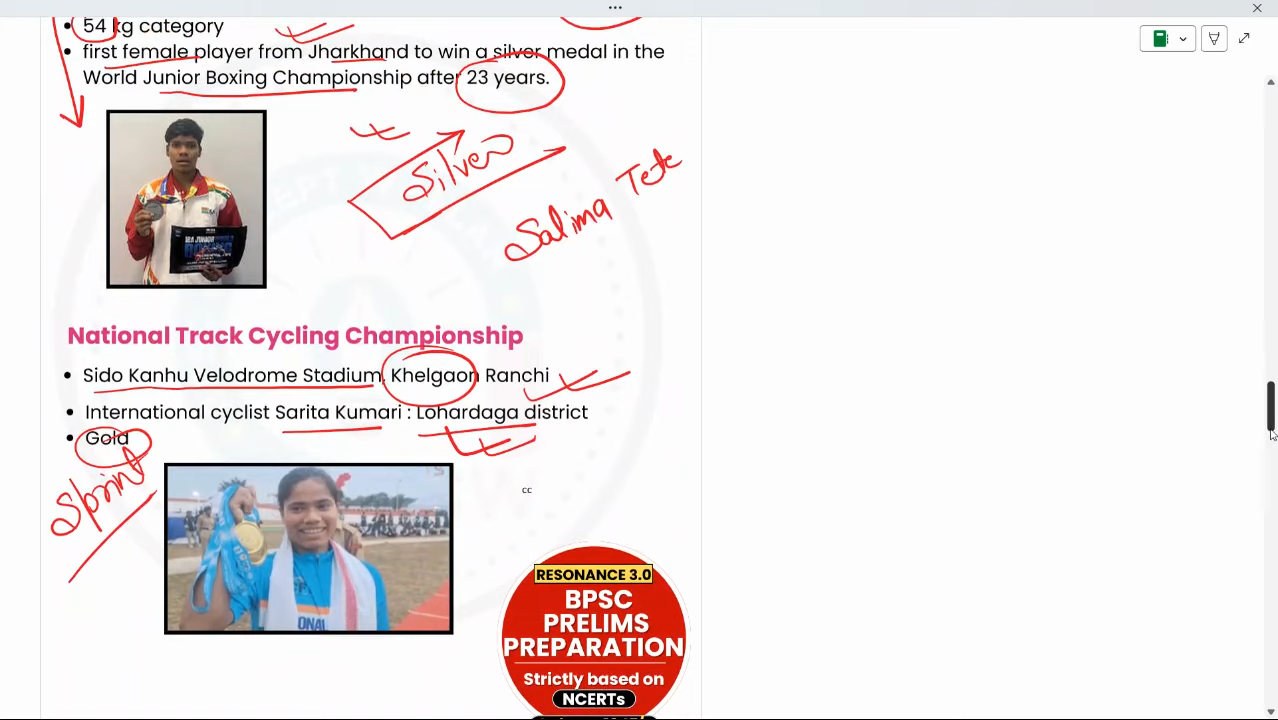 54 kg category
first female player from Jharkhand to win a silver medal in the
World Junior Boxing Championship after 23 years.
Silver
Salima Tete
National Track Cycling Championship
Sido Kanhu Velodrome Stadium, Khelgaon Ranchi
International cyclist Sarita Kumari : Lohardaga district
Gold
Sprint
cc
RESONANCE 3.0
BPSC
PRELIMS
PREPARATION
Strictly based on
NCERTs